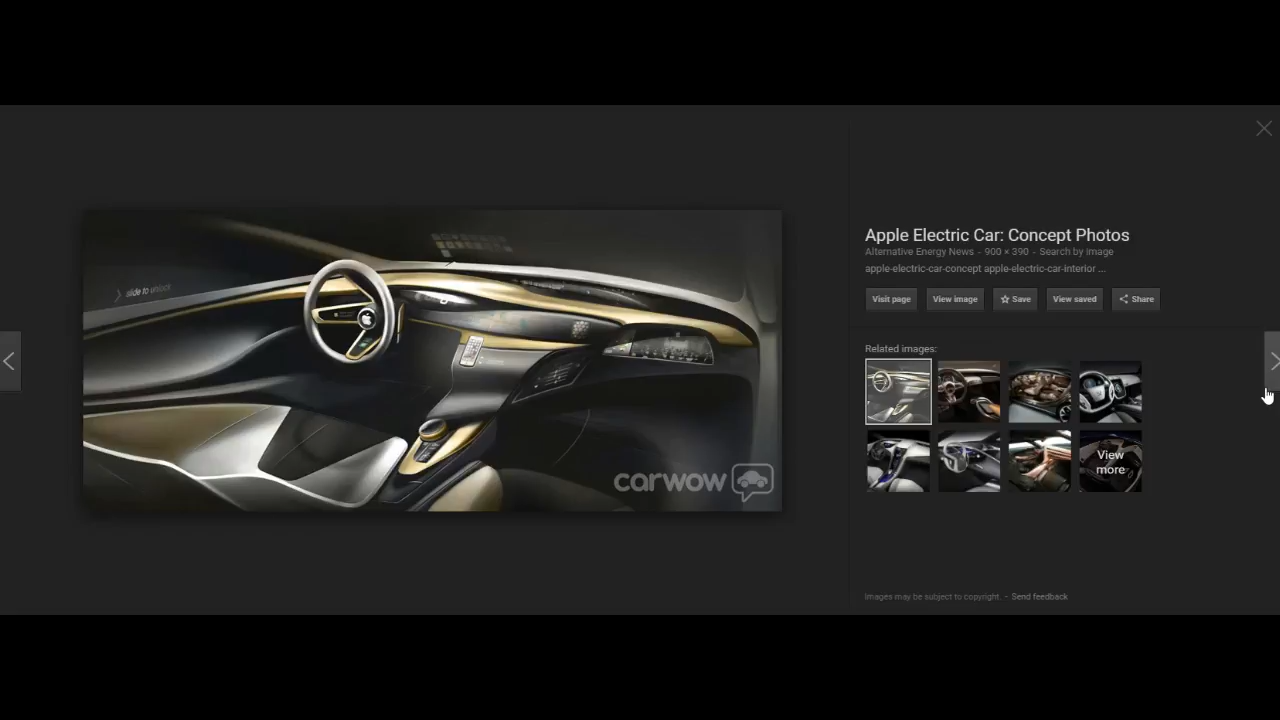 slide to unlock
carwow
Apple Electric Car: Concept Photos
Alternative Energy News - 900 × 390 - Search by image
apple-electric-car-concept apple-electric-car-interior ...
Visit page
View image
Save
View saved
Share
Related images:
View
more
Images may be subject to copyright. - Send feedback